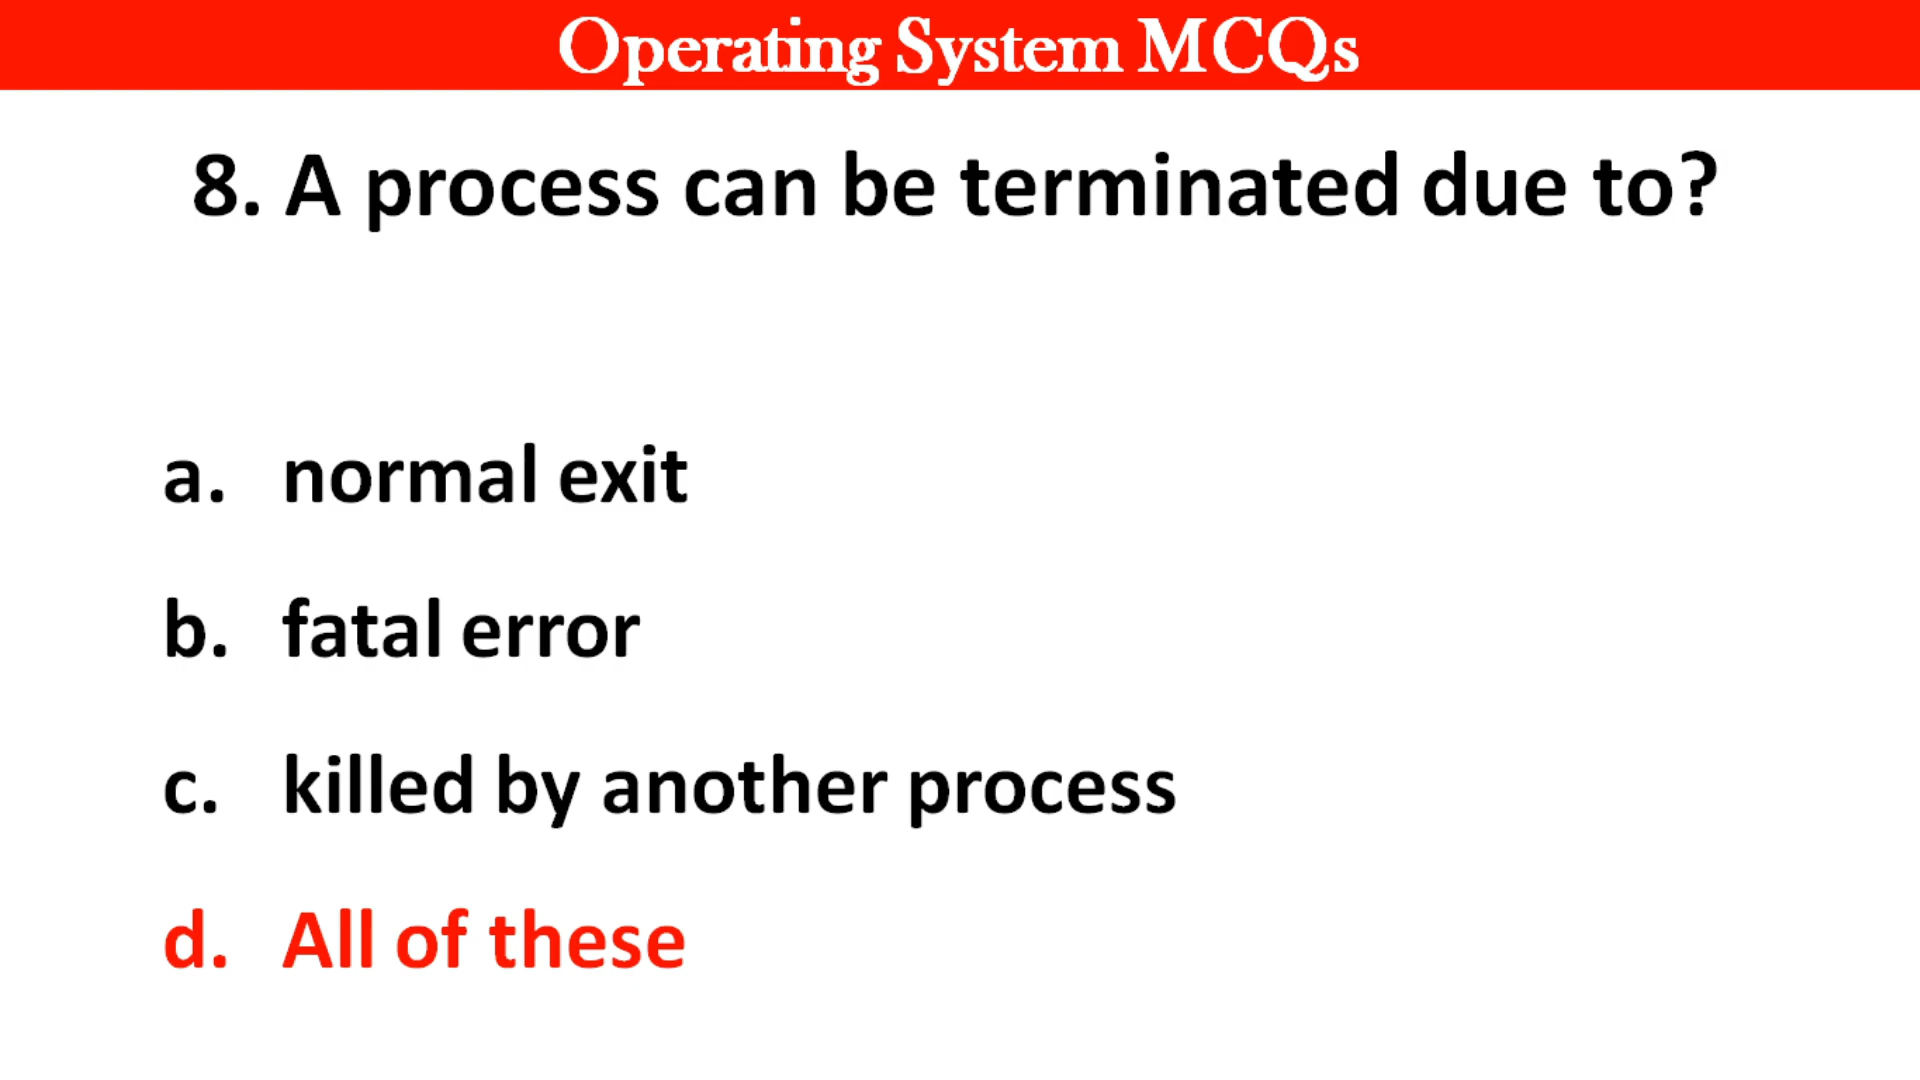 Operating System MCQs
8. A process can be terminated due to?
a. normal exit
b. fatal error
c. killed by another process
d. All of these